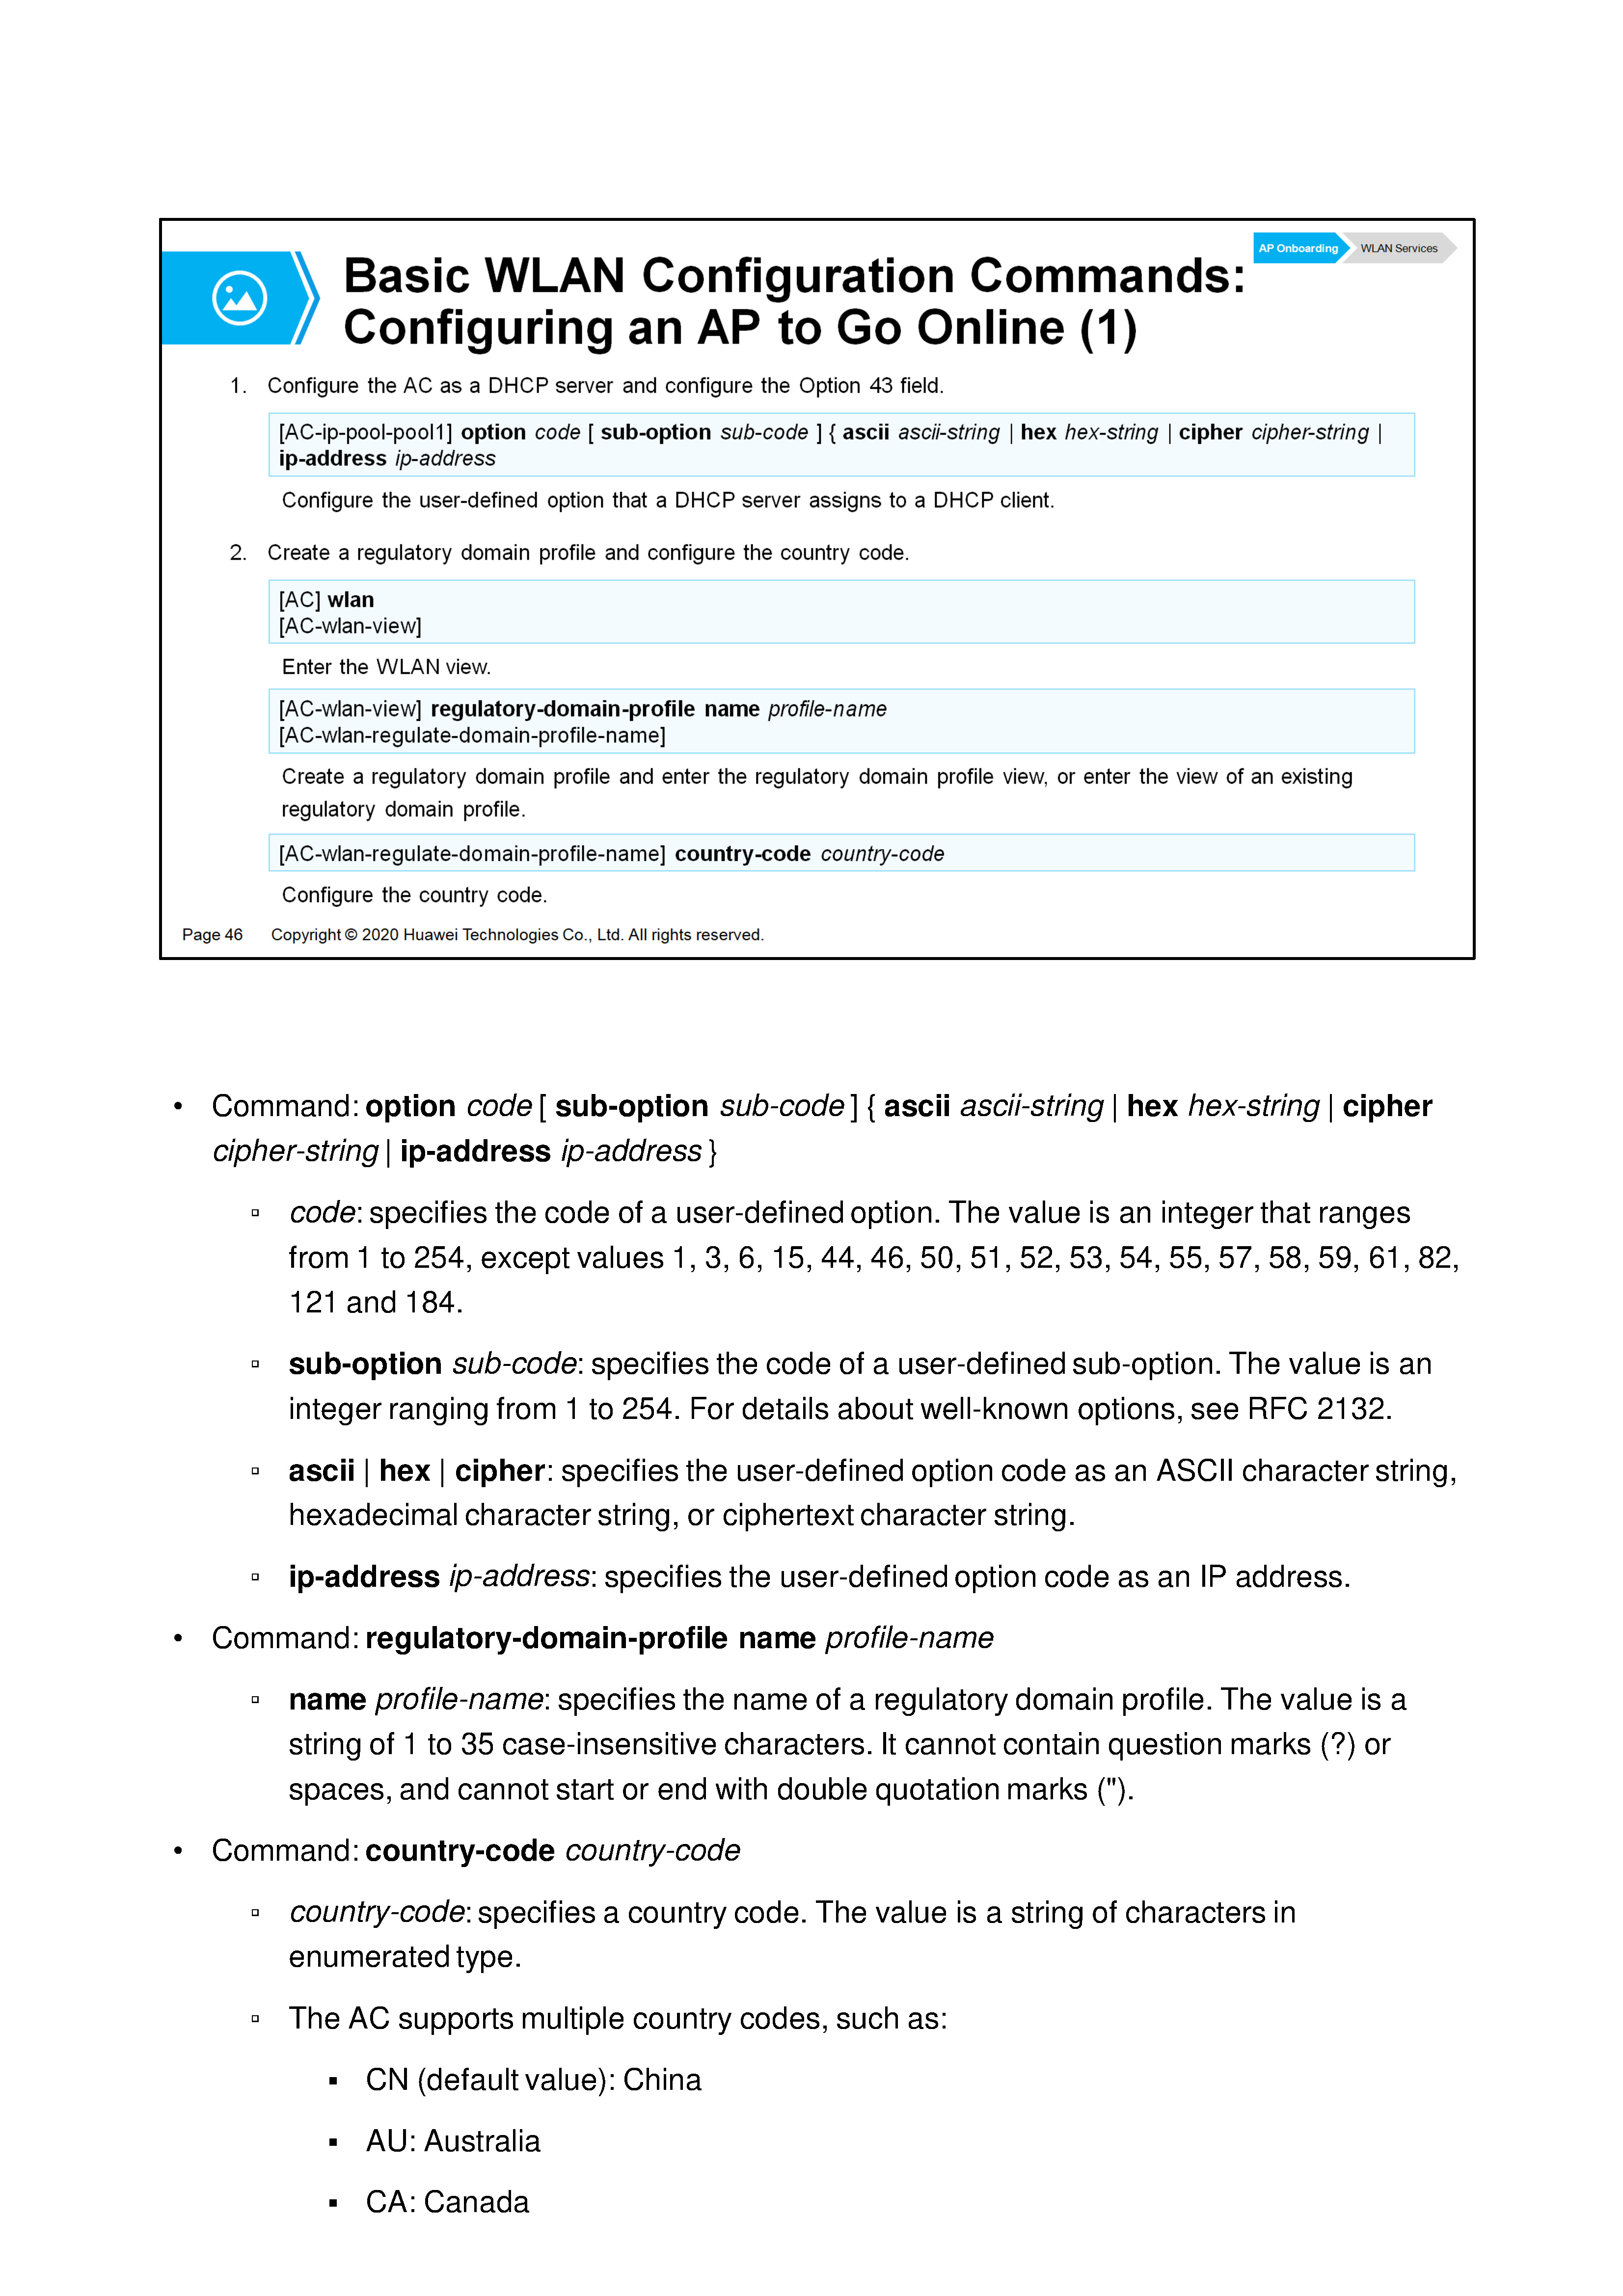 AP Onboarding
WLAN Services
Basic WLAN Configuration Commands:
Configuring an AP to Go Online (1)
1. Configure the AC as a DHCP server and configure the Option 43 field.
[AC-ip-pool-pool1] option code [ sub-option sub-code ] { ascii ascii-string | hex hex-string | cipher cipher-string |
ip-address ip-address
Configure the user-defined option that a DHCP server assigns to a DHCP client.
2. Create a regulatory domain profile and configure the country code.
[AC] wlan
[AC-wlan-view]
Enter the WLAN view.
[AC-wlan-view] regulatory-domain-profile name profile-name
[AC-wlan-regulate-domain-profile-name]
Create a regulatory domain profile and enter the regulatory domain profile view, or enter the view of an existing
regulatory domain profile.
[AC-wlan-regulate-domain-profile-name] country-code country-code
Configure the country code.
Page 46 Copyright © 2020 Huawei Technologies Co., Ltd. All rights reserved.
• Command: option code [ sub-option sub-code ] { ascii ascii-string | hex hex-string | cipher
cipher-string | ip-address ip-address }
▫ code: specifies the code of a user-defined option. The value is an integer that ranges
from 1 to 254, except values 1, 3, 6, 15, 44, 46, 50, 51, 52, 53, 54, 55, 57, 58, 59, 61, 82,
121 and 184.
▫ sub-option sub-code: specifies the code of a user-defined sub-option. The value is an
integer ranging from 1 to 254. For details about well-known options, see RFC 2132.
▫ ascii | hex | cipher: specifies the user-defined option code as an ASCII character string,
hexadecimal character string, or ciphertext character string.
▫ ip-address ip-address: specifies the user-defined option code as an IP address.
• Command: regulatory-domain-profile name profile-name
▫ name profile-name: specifies the name of a regulatory domain profile. The value is a
string of 1 to 35 case-insensitive characters. It cannot contain question marks (?) or
spaces, and cannot start or end with double quotation marks (").
• Command: country-code country-code
▫ country-code: specifies a country code. The value is a string of characters in
enumerated type.
▫ The AC supports multiple country codes, such as:
▪ CN (default value): China
▪ AU: Australia
▪ CA: Canada